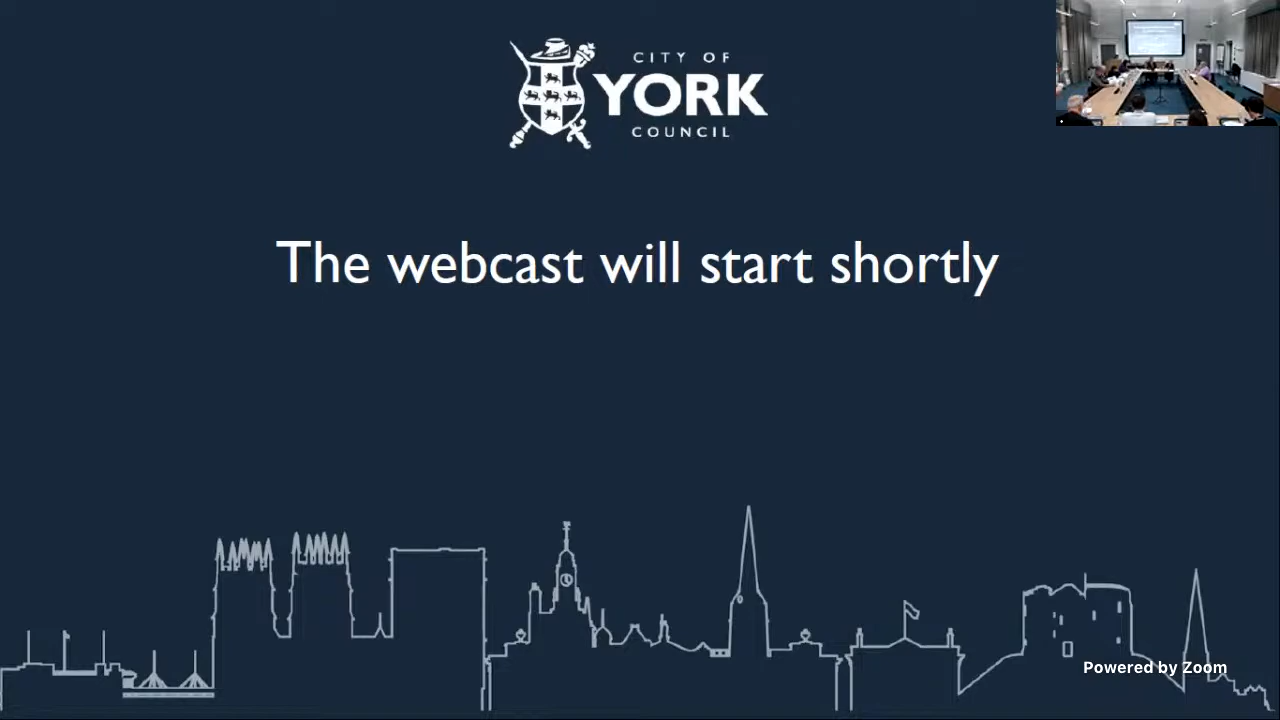 CITY OF
YORK
COUNCIL
The webcast will start shortly
Powered by Zoom